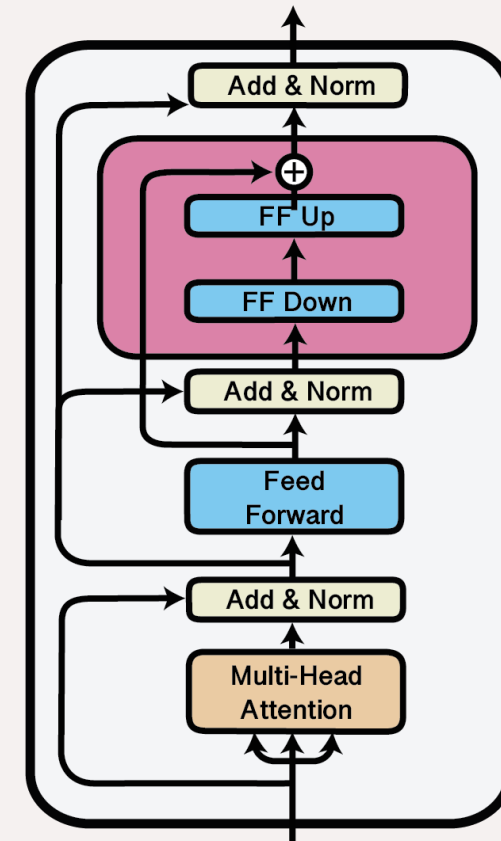 Add & Norm
FF Up
FF Down
Add & Norm
Feed
Forward
Add & Norm
Multi-Head
Attention